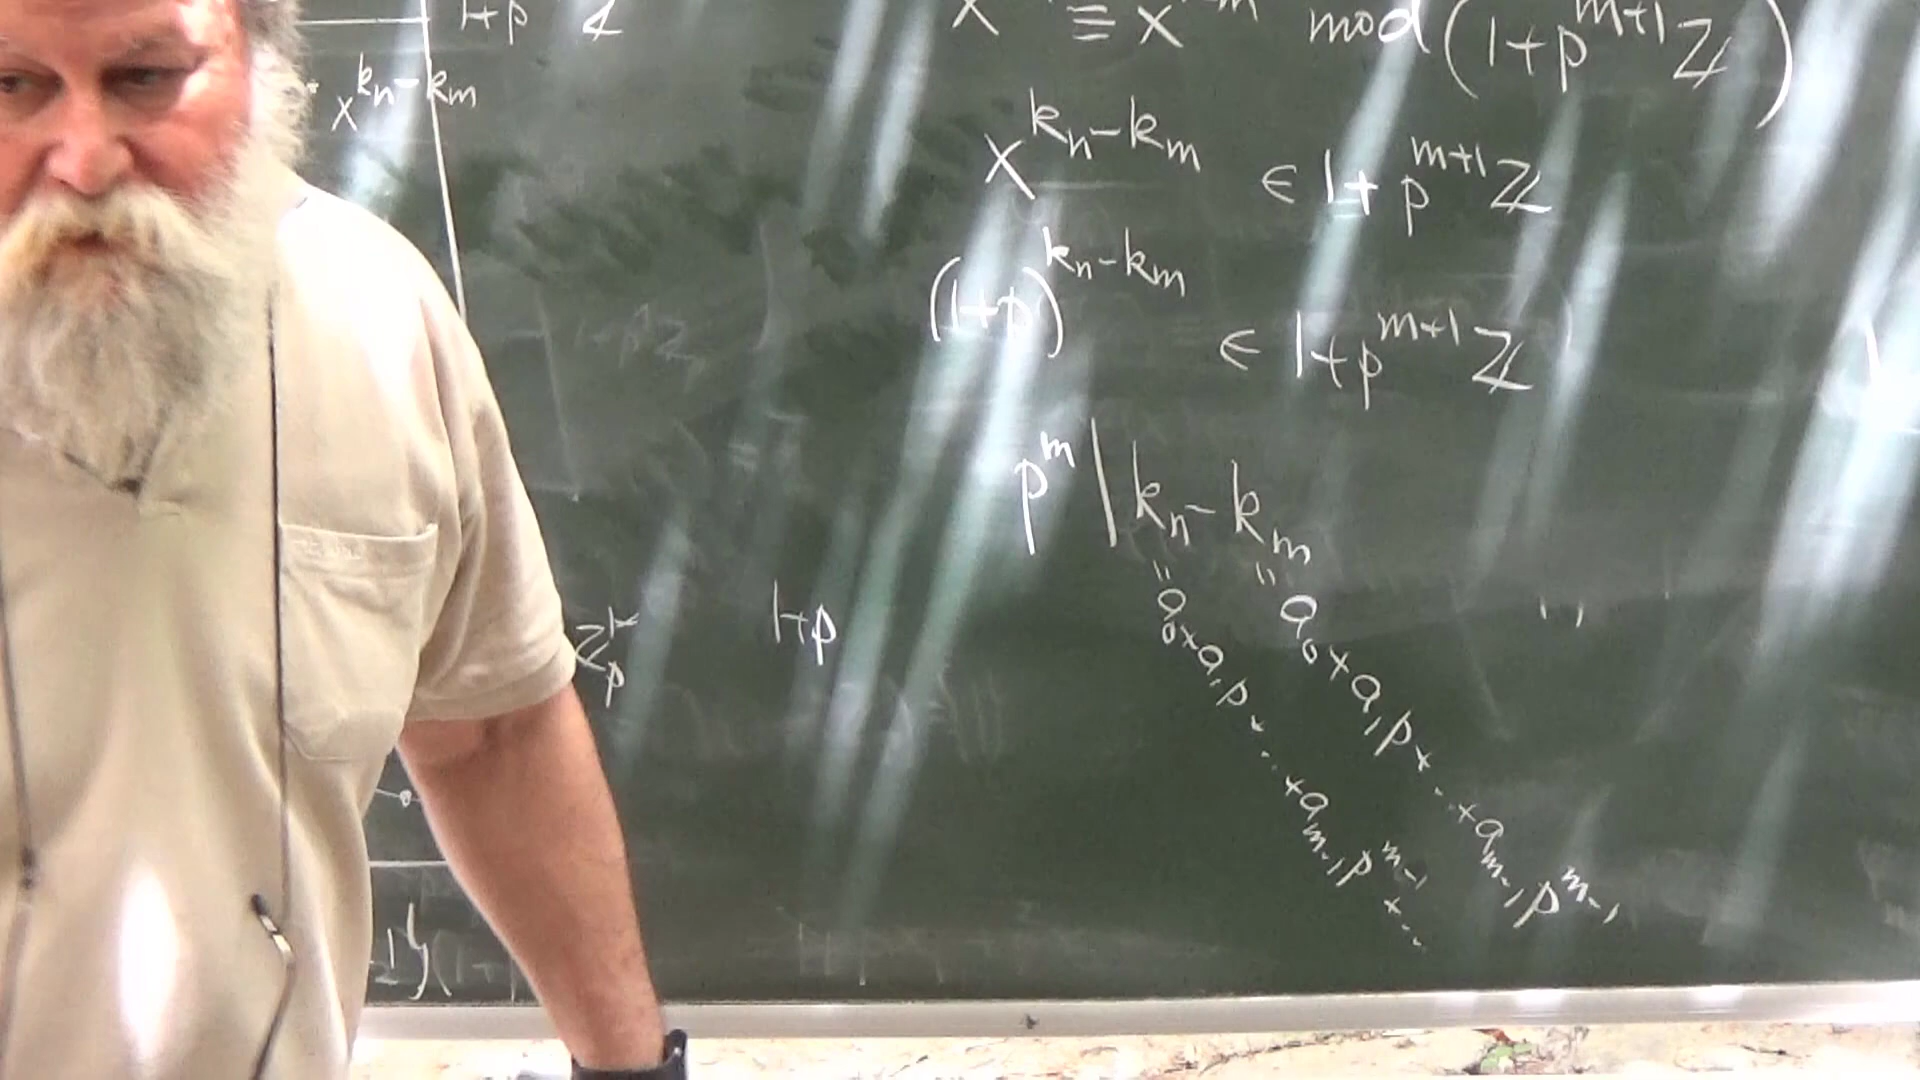 1+p
x^{k_n-k_m}
x ≡ x mod (1+p^{m+1}ℤ)
x^{k_n-k_m} ∈ 1+p^{m+1}ℤ
(1+p)^{k_n-k_m} ∈ 1+p^{m+1}ℤ
p^m | k_n - k_m
" "
a_0+a_1p+...+a_{m-1}p^{m-1}+...
a_0+a_1p+...+a_{m-1}p^{m-1}
ℤ_p^× 1+p